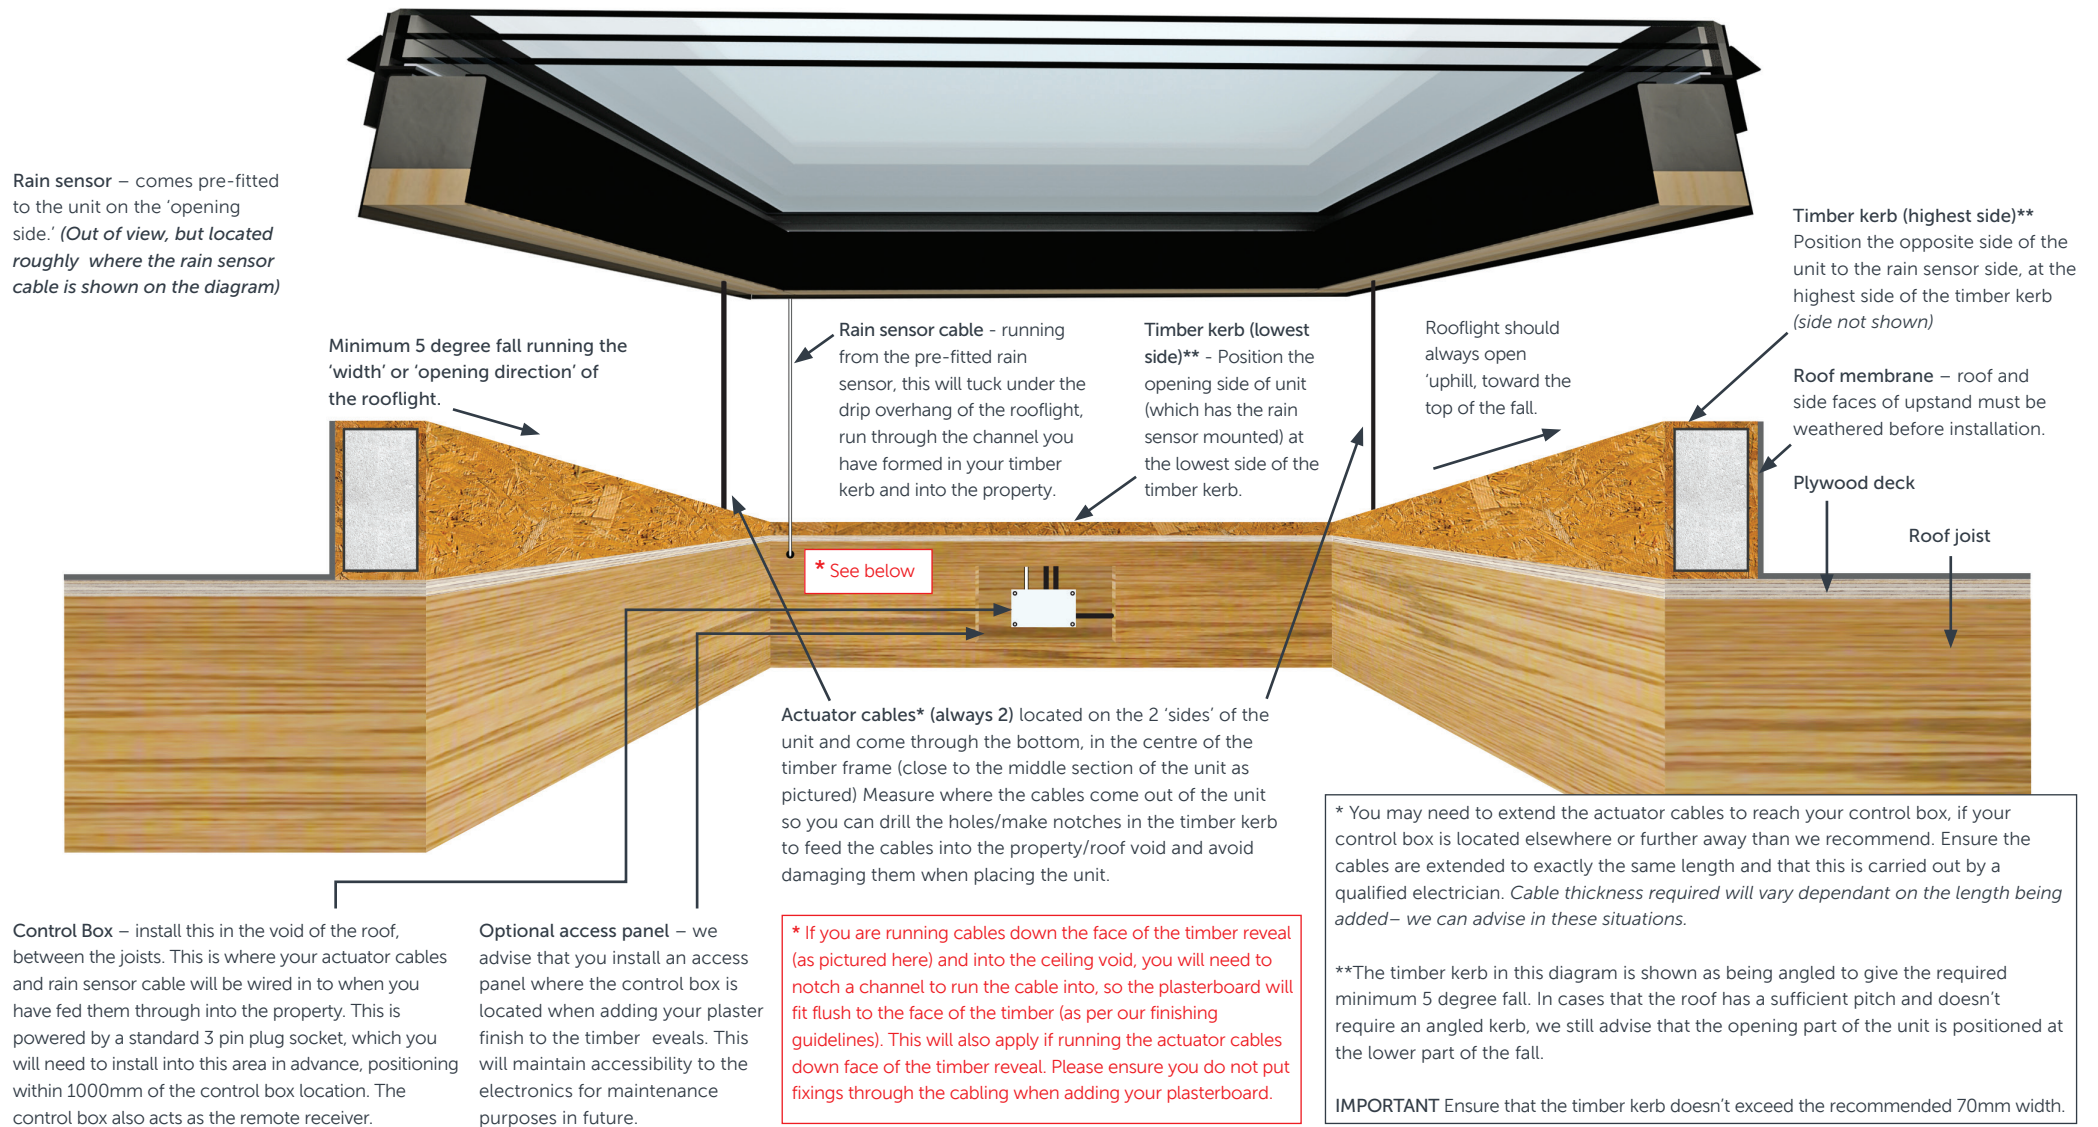 Rain sensor – comes pre-fitted
to the unit on the ‘opening
side.’ (Out of view, but located
roughly where the rain sensor
cable is shown on the diagram)
Minimum 5 degree fall running the
‘width’ or ‘opening direction’ of
the rooflight.
Rain sensor cable - running
from the pre-fitted rain
sensor, this will tuck under the
drip overhang of the rooflight,
run through the channel you
have formed in your timber
kerb and into the property.
Timber kerb (lowest
side)** - Position the
opening side of unit
(which has the rain
sensor mounted) at
the lowest side of the
timber kerb.
Rooflight should
always open
‘uphill, toward the
top of the fall.
Timber kerb (highest side)**
Position the opposite side of the
unit to the rain sensor side, at the
highest side of the timber kerb
(side not shown)
Roof membrane – roof and
side faces of upstand must be
weathered before installation.
Plywood deck
Roof joist
* See below
Actuator cables* (always 2) located on the 2 ‘sides’ of the
unit and come through the bottom, in the centre of the
timber frame (close to the middle section of the unit as
pictured) Measure where the cables come out of the unit
so you can drill the holes/make notches in the timber kerb
to feed the cables into the property/roof void and avoid
damaging them when placing the unit.
Control Box – install this in the void of the roof,
between the joists. This is where your actuator cables
and rain sensor cable will be wired in to when you
have fed them through into the property. This is
powered by a standard 3 pin plug socket, which you
will need to install into this area in advance, positioning
within 1000mm of the control box location. The
control box also acts as the remote receiver.
Optional access panel – we
advise that you install an access
panel where the control box is
located when adding your plaster
finish to the timber eveals. This
will maintain accessibility to the
electronics for maintenance
purposes in future.
* If you are running cables down the face of the timber reveal
(as pictured here) and into the ceiling void, you will need to
notch a channel to run the cable into, so the plasterboard will
fit flush to the face of the timber (as per our finishing
guidelines). This will also apply if running the actuator cables
down face of the timber reveal. Please ensure you do not put
fixings through the cabling when adding your plasterboard.
* You may need to extend the actuator cables to reach your control box, if your
control box is located elsewhere or further away than we recommend. Ensure the
cables are extended to exactly the same length and that this is carried out by a
qualified electrician. Cable thickness required will vary dependant on the length being
added– we can advise in these situations.
**The timber kerb in this diagram is shown as being angled to give the required
minimum 5 degree fall. In cases that the roof has a sufficient pitch and doesn’t
require an angled kerb, we still advise that the opening part of the unit is positioned at
the lower part of the fall.
IMPORTANT Ensure that the timber kerb doesn’t exceed the recommended 70mm width.